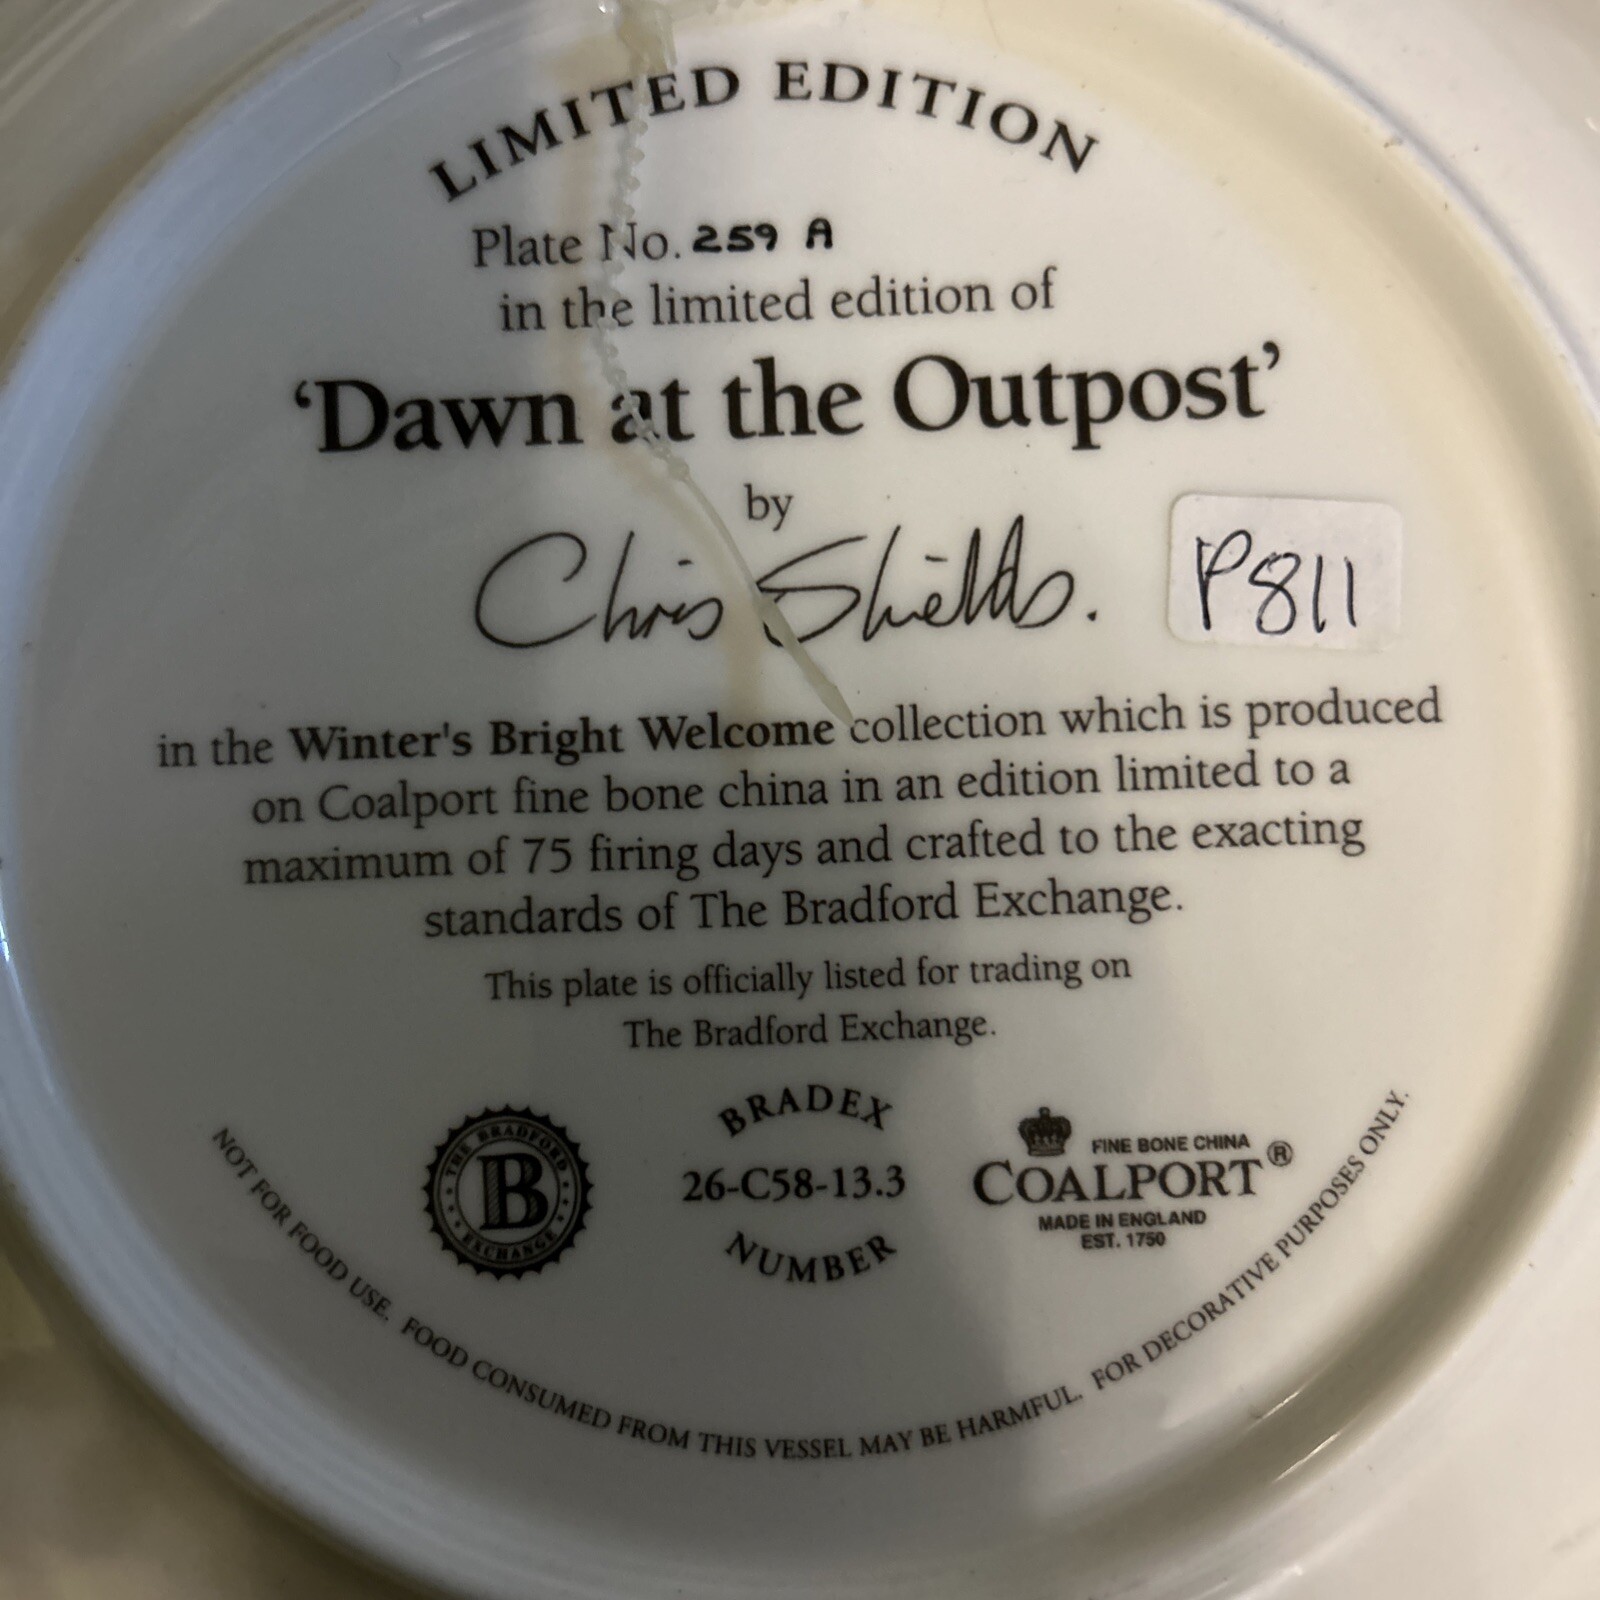 LIMITED EDITION
Plate No. 259 A
in the limited edition of
‘Dawn at the Outpost’
by
Chris Shields.
P811
in the Winter's Bright Welcome collection which is produced
on Coalport fine bone china in an edition limited to a
maximum of 75 firing days and crafted to the exacting
standards of The Bradford Exchange.
This plate is officially listed for trading on
The Bradford Exchange.
THE BRADFORD
B
EXCHANGE
BRADEX
26-C58-13.3
NUMBER
FINE BONE CHINA
COALPORT®
MADE IN ENGLAND
EST. 1750
NOT FOR FOOD USE. FOOD CONSUMED FROM THIS VESSEL MAY BE HARMFUL. FOR DECORATIVE PURPOSES ONLY.